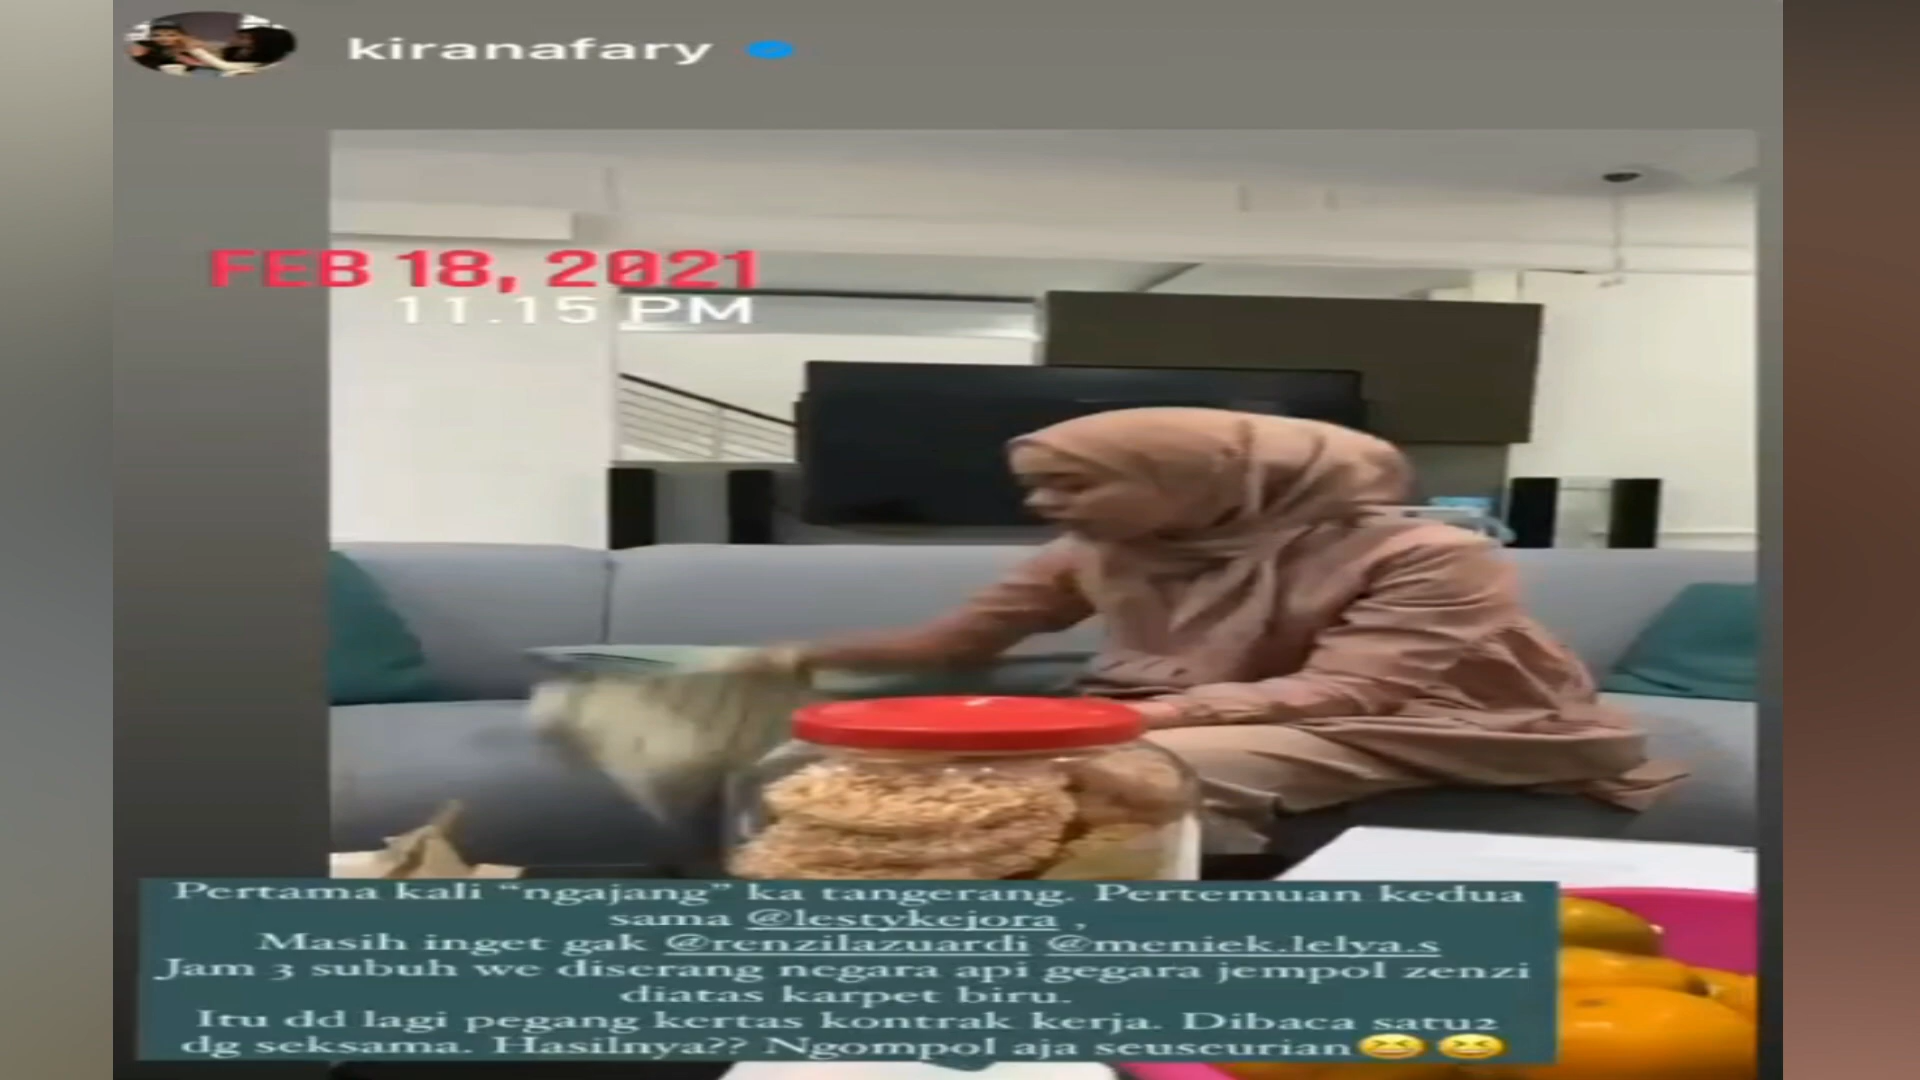 kiranafary
FEB 18, 2021
11.15 PM
Pertama kali “ngajang” ka tangerang. Pertemuan kedua
sama @lestykejora ,
Masih inget gak @renzilazuardi @meniek.lelya.s
Jam 3 subuh we diserang negara api gegara jempol zenzi
diatas karpet biru.
Itu dd lagi pegang kertas kontrak kerja. Dibaca satu2
dg seksama. Hasilnya?? Ngompol aja seuseurian😆 😆